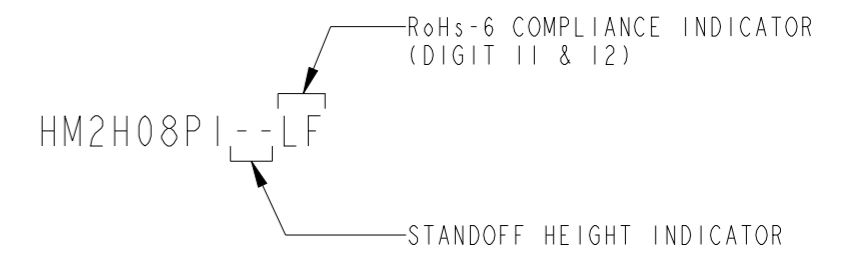 RoHs-6 COMPLIANCE INDICATOR
(DIGIT 11 & 12)
HM2H08P1--LF
STANDOFF HEIGHT INDICATOR